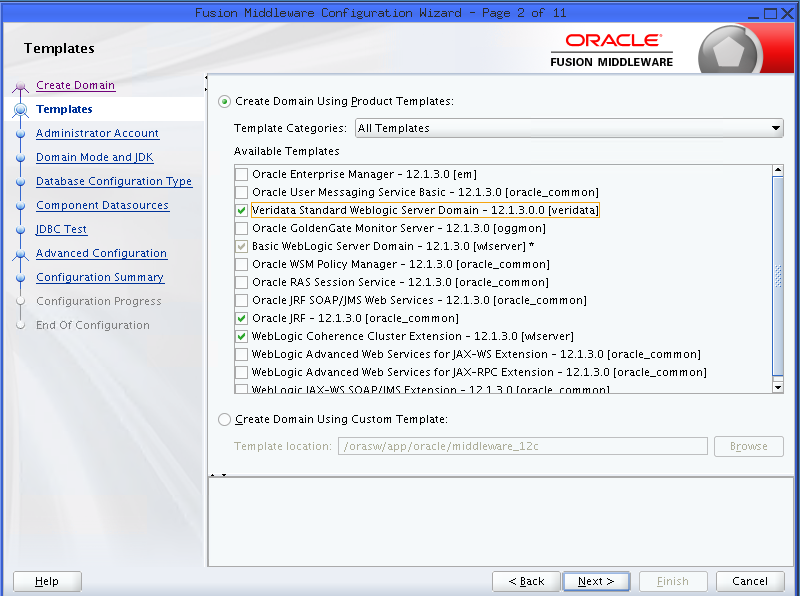 Fusion Middleware Configuration Wizard - Page 2 of 11
Templates
ORACLE
FUSION MIDDLEWARE
Create Domain
Templates
Administrator Account
Domain Mode and JDK
Database Configuration Type
Component Datasources
JDBC Test
Advanced Configuration
Configuration Summary
Configuration Progress
End Of Configuration
Create Domain Using Product Templates:
Template Categories: All Templates
Available Templates
Oracle Enterprise Manager - 12.1.3.0 [em]
Oracle User Messaging Service Basic - 12.1.3.0 [oracle_common]
Veridata Standard Weblogic Server Domain - 12.1.3.0.0 [veridata]
Oracle GoldenGate Monitor Server - 12.1.3.0 [oggmon]
Basic WebLogic Server Domain - 12.1.3.0 [wlserver] *
Oracle WSM Policy Manager - 12.1.3.0 [oracle_common]
Oracle RAS Session Service - 12.1.3.0 [oracle_common]
Oracle JRF SOAP/JMS Web Services - 12.1.3.0 [oracle_common]
Oracle JRF - 12.1.3.0 [oracle_common]
WebLogic Coherence Cluster Extension - 12.1.3.0 [wlserver]
WebLogic Advanced Web Services for JAX-WS Extension - 12.1.3.0 [oracle_common]
WebLogic Advanced Web Services for JAX-RPC Extension - 12.1.3.0 [oracle_common]
WebLogic JAX-WS SOAP/JMS Extension - 12.1.3.0 [oracle_common]
Create Domain Using Custom Template:
Template location: /orasw/app/oracle/middleware_12c Browse
Help < Back Next > Finish Cancel